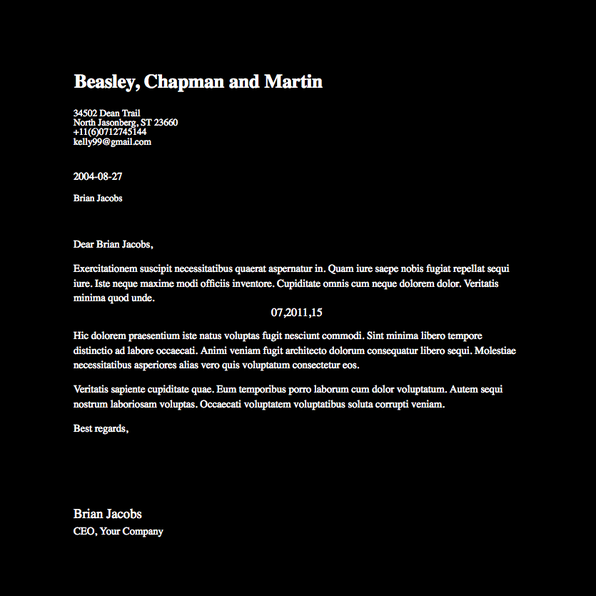 Beasley, Chapman and Martin
34502 Dean Trail
North Jasonberg, ST 23660
+11(6)0712745144
kelly99@gmail.com
2004-08-27
Brian Jacobs
Dear Brian Jacobs,
Exercitationem suscipit necessitatibus quaerat aspernatur in. Quam iure saepe nobis fugiat repellat sequi
iure. Iste neque maxime modi officiis inventore. Cupiditate omnis cum neque dolorem dolor. Veritatis
minima quod unde.
07,2011,15
Hic dolorem praesentium iste natus voluptas fugit nesciunt commodi. Sint minima libero tempore
distinctio ad labore occaecati. Animi veniam fugit architecto dolorum consequatur libero sequi. Molestiae
necessitatibus asperiores alias vero quis voluptatum consectetur eos.
Veritatis sapiente cupiditate quae. Eum temporibus porro laborum cum dolor voluptatum. Autem sequi
nostrum laboriosam voluptas. Occaecati voluptatem voluptatibus soluta corrupti veniam.
Best regards,
Brian Jacobs
CEO, Your Company